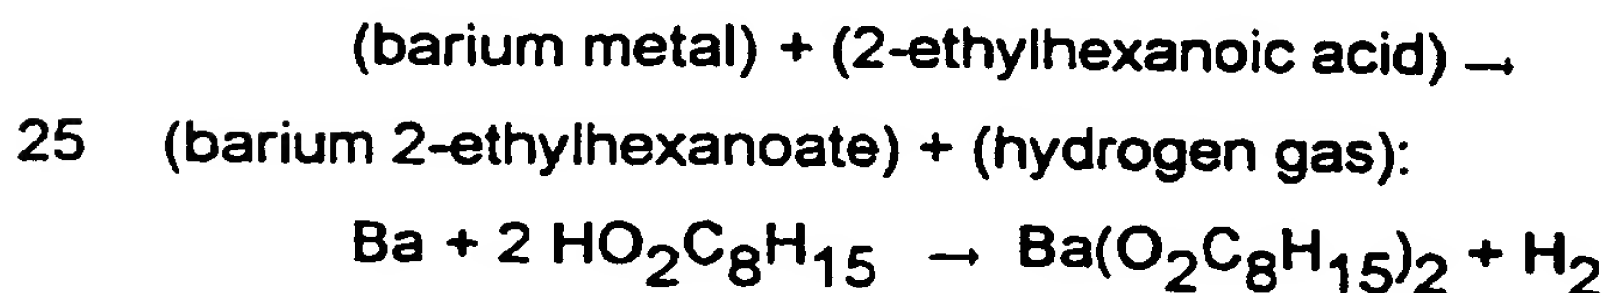 (barium metal) + (2-ethylhexanoic acid) →
25 (barium 2-ethylhexanoate) + (hydrogen gas):
Ba + 2 HO₂C₈H₁₅ → Ba(O₂C₈H₁₅)₂ + H₂